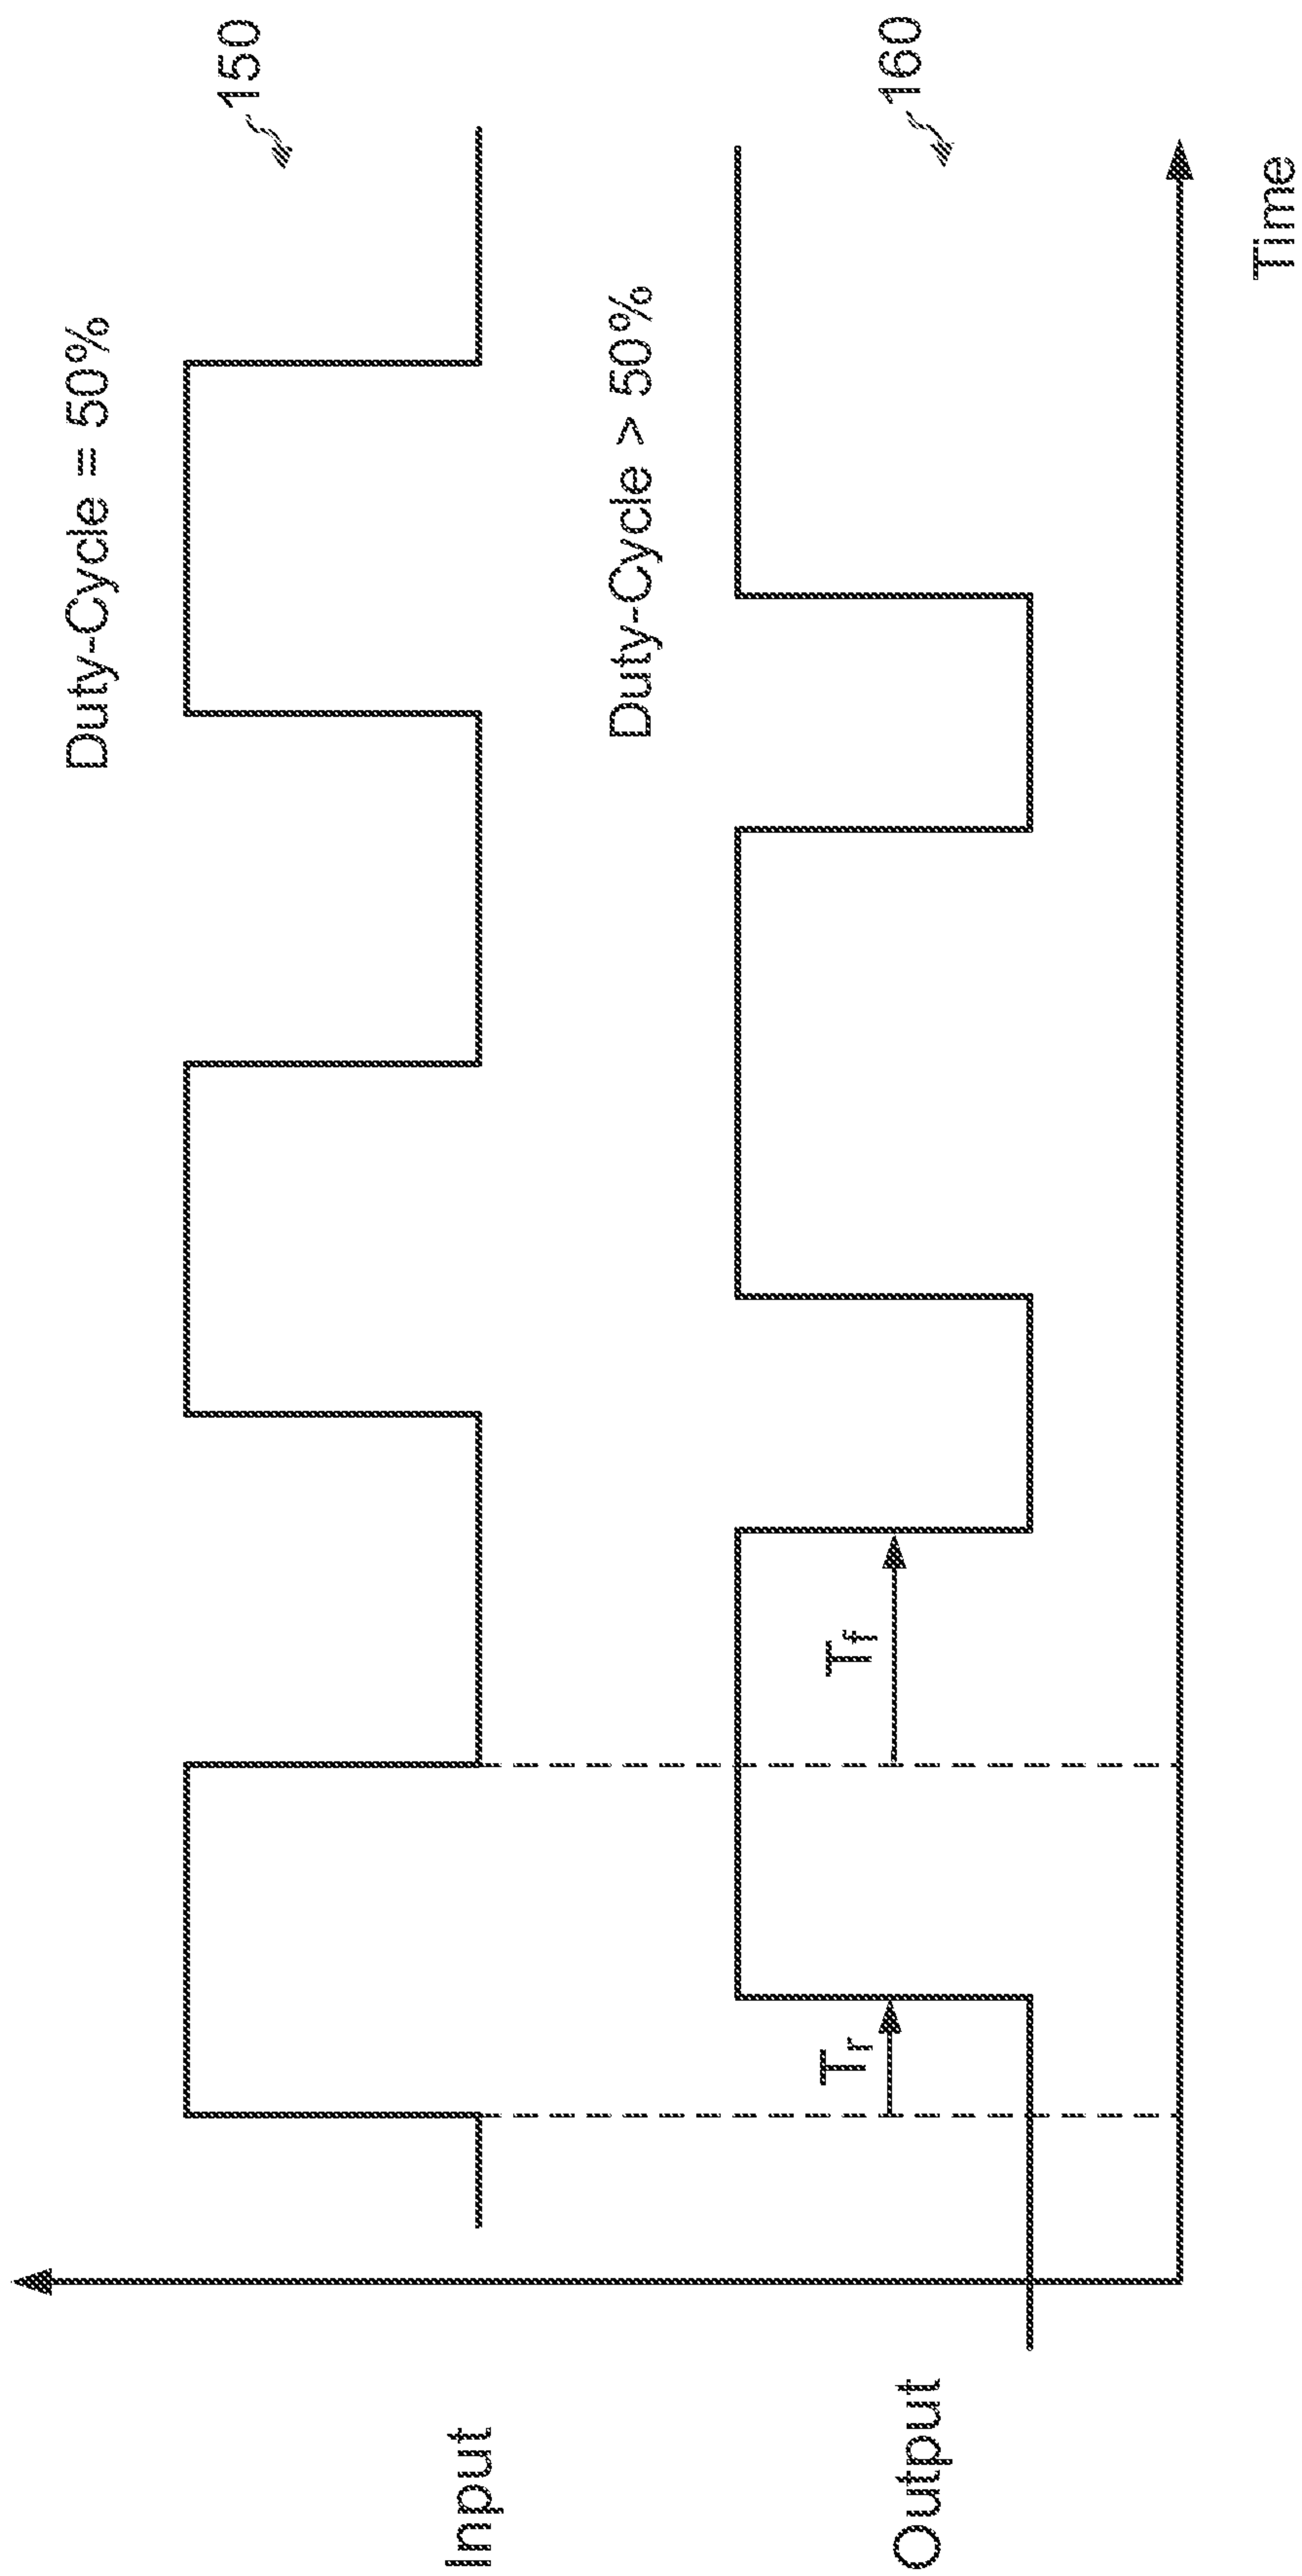 Duty-Cycle = 50%
150
Input
Duty-Cycle > 50%
160
Tr
Tf
Output
Time